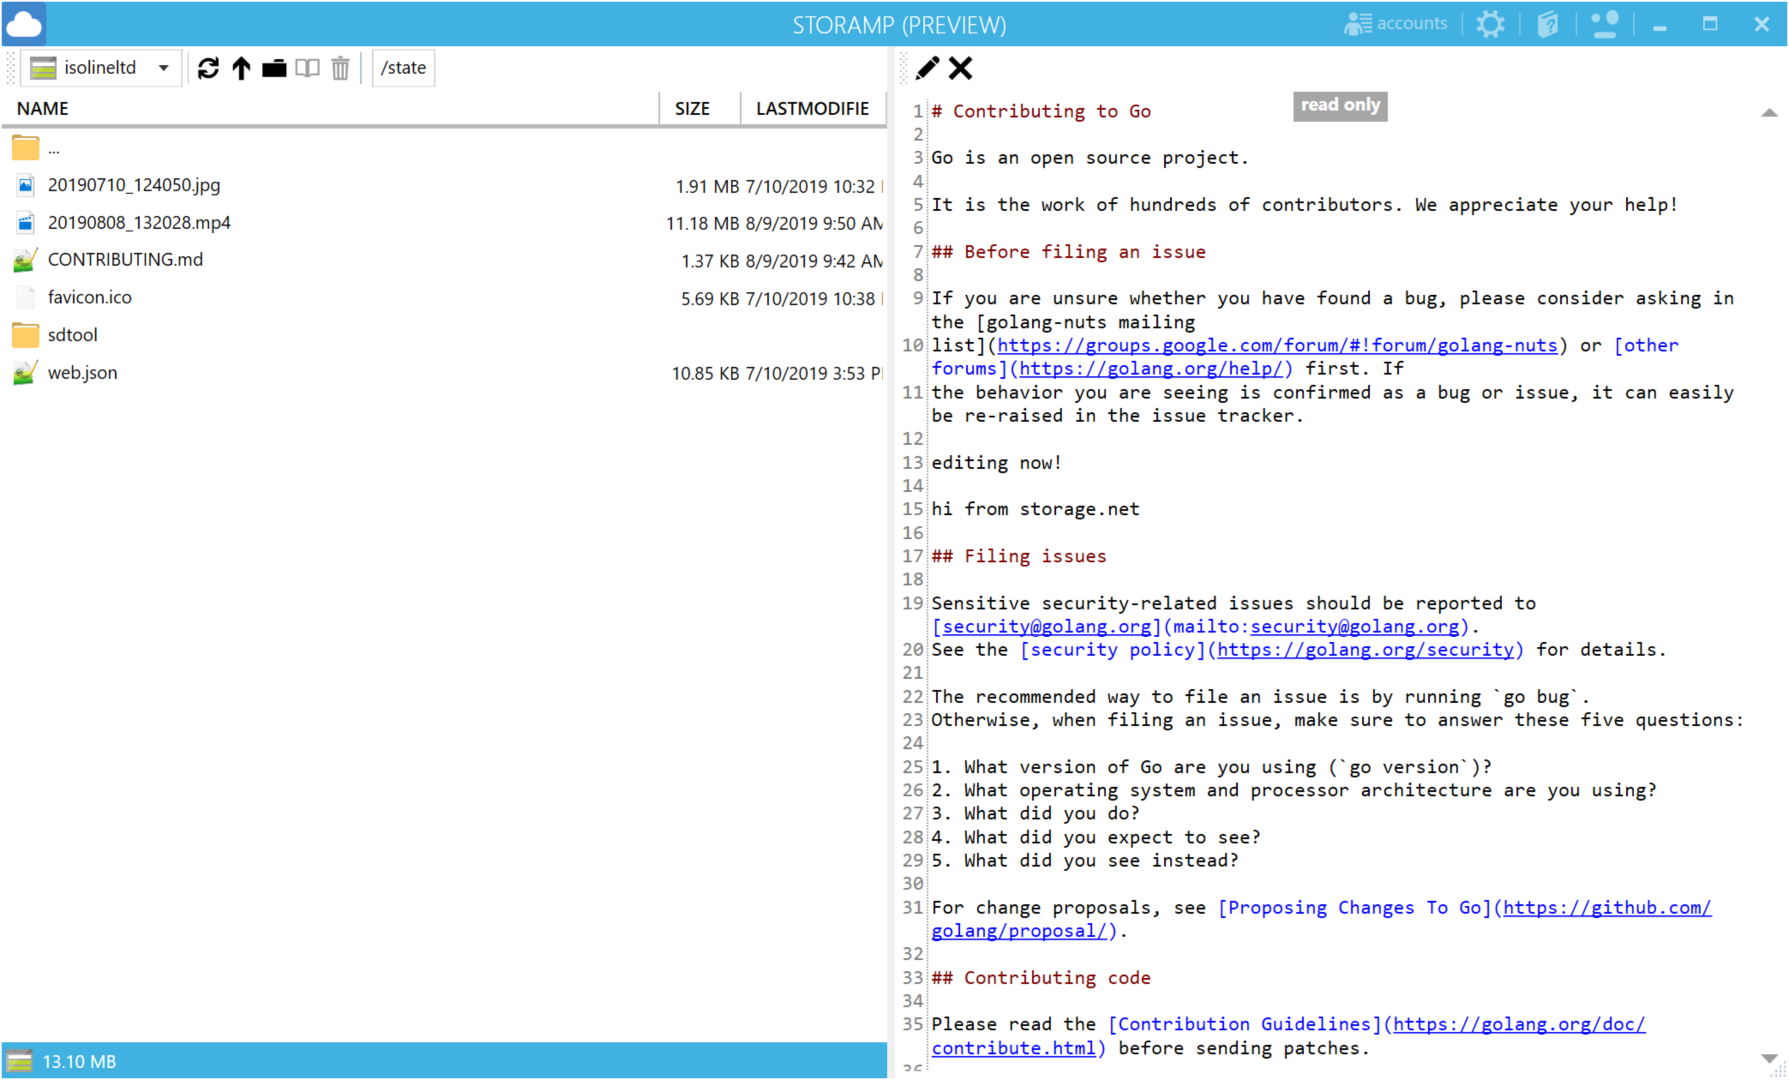 STORAMP (PREVIEW)
accounts
isolineltd
/state
NAME SIZE LASTMODIFIE
...
20190710_124050.jpg 1.91 MB 7/10/2019 10:32
20190808_132028.mp4 11.18 MB 8/9/2019 9:50 AM
CONTRIBUTING.md 1.37 KB 8/9/2019 9:42 AM
favicon.ico 5.69 KB 7/10/2019 10:38
sdtool
web.json 10.85 KB 7/10/2019 3:53 P
13.10 MB
read only
1 # Contributing to Go
2
3 Go is an open source project.
4
5 It is the work of hundreds of contributors. We appreciate your help!
6
7 ## Before filing an issue
8
9 If you are unsure whether you have found a bug, please consider asking in
the [golang-nuts mailing
10 list](https://groups.google.com/forum/#!forum/golang-nuts) or [other
forums](https://golang.org/help/) first. If
11 the behavior you are seeing is confirmed as a bug or issue, it can easily
be re-raised in the issue tracker.
12
13 editing now!
14
15 hi from storage.net
16
17 ## Filing issues
18
19 Sensitive security-related issues should be reported to
[security@golang.org](mailto:security@golang.org).
20 See the [security policy](https://golang.org/security) for details.
21
22 The recommended way to file an issue is by running `go bug`.
23 Otherwise, when filing an issue, make sure to answer these five questions:
24
25 1. What version of Go are you using (`go version`)?
26 2. What operating system and processor architecture are you using?
27 3. What did you do?
28 4. What did you expect to see?
29 5. What did you see instead?
30
31 For change proposals, see [Proposing Changes To Go](https://github.com/
golang/proposal/).
32
33 ## Contributing code
34
35 Please read the [Contribution Guidelines](https://golang.org/doc/
contribute.html) before sending patches.
36